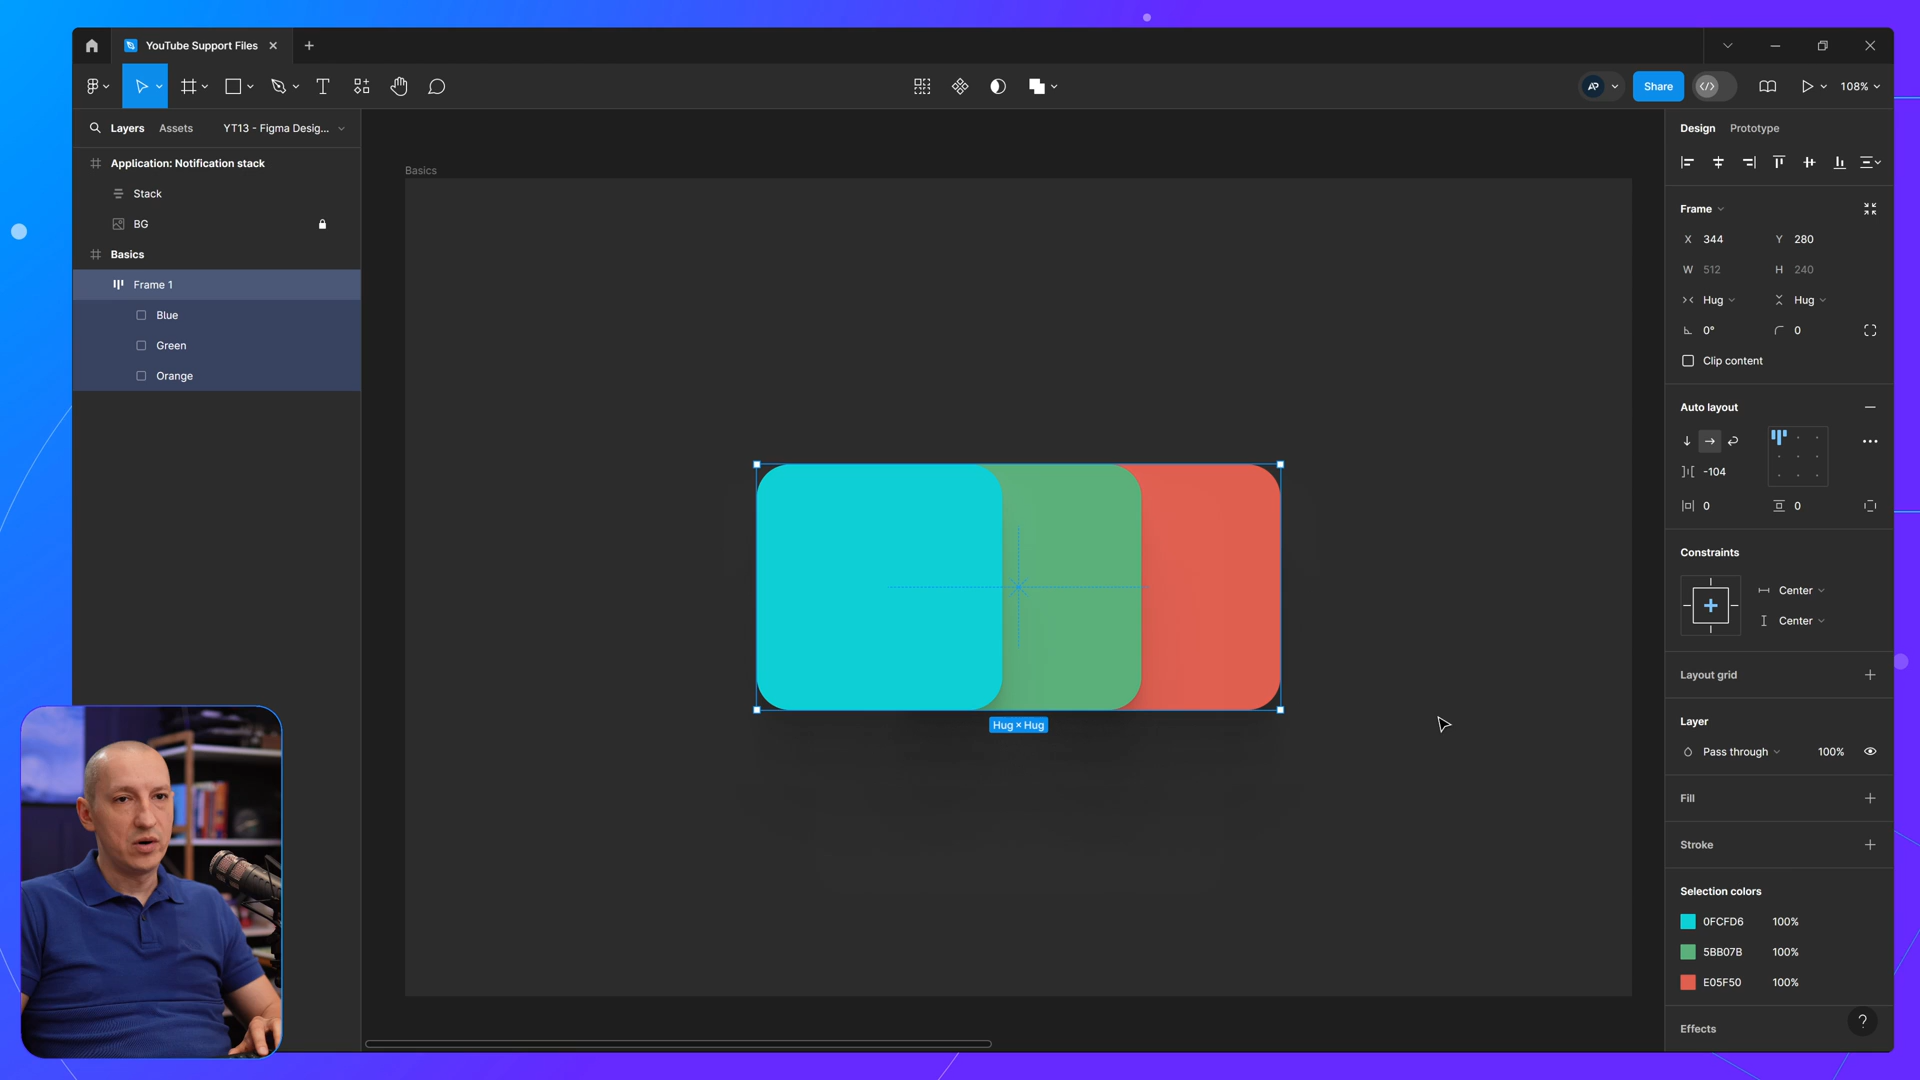 YouTube Support Files
AP
Share
108%
Layers
Assets
YT13 - Figma Desig...
Application: Notification stack
Stack
BG
Basics
Frame 1
Blue
Green
Orange
Basics
Hug × Hug
Design
Prototype
Frame
X 344
Y 280
W 512
H 240
Hug
Hug
0°
0
Clip content
Auto layout
-104
0
0
Constraints
Center
Center
Layout grid
Layer
Pass through
100%
Fill
Stroke
Selection colors
0FCFD6 100%
5BB07B 100%
E05F50 100%
Effects
?